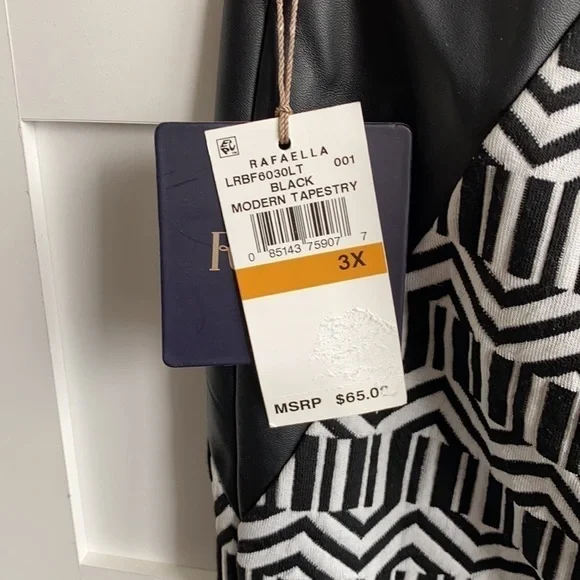 RAFAELLA
LRBF6030LT 001
BLACK
MODERN TAPESTRY
0 85143 75907 7
3X
MSRP $65.00